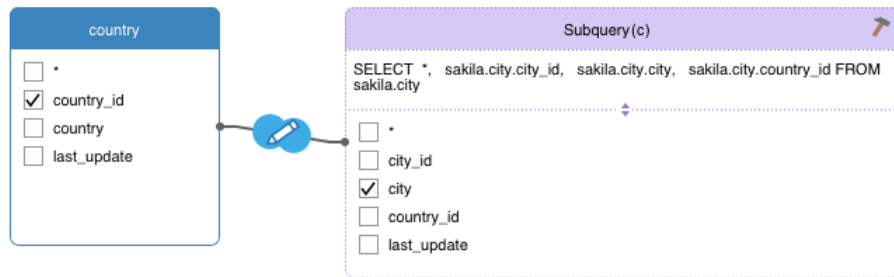 country
*
country_id
country
last_update
Subquery(c)
SELECT *, sakila.city.city_id, sakila.city.city, sakila.city.country_id FROM
sakila.city
*
city_id
city
country_id
last_update